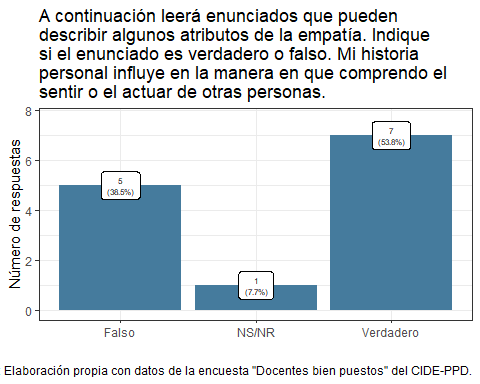 A continuación leerá enunciados que pueden
describir algunos atributos de la empatía. Indique
si el enunciado es verdadero o falso. Mi historia
personal influye en la manera en que comprendo el
sentir o el actuar de otras personas.
Número de respuestas
8
6
4
2
0
5
(38.5%)
1
(7.7%)
7
(53.8%)
Falso
NS/NR
Verdadero
: Elaboración propia con datos de la encuesta "Docentes bien puestos" del CIDE-PPD.